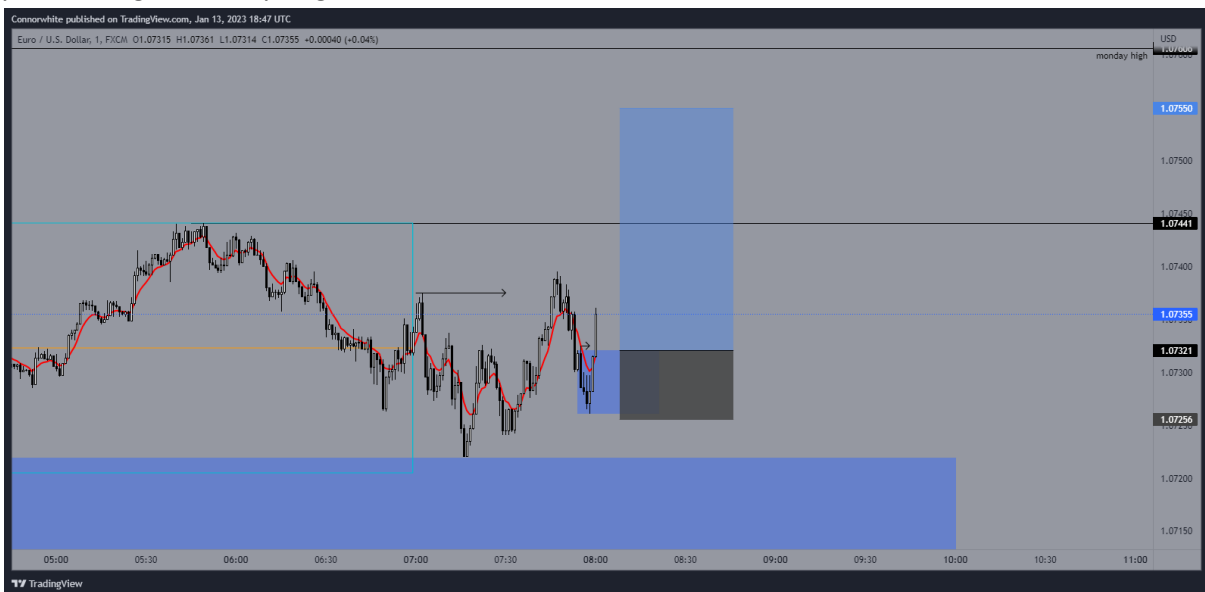 Connorwhite published on TradingView.com, Jan 13, 2023 18:47 UTC
Euro / U.S. Dollar, 1, FXCM O1.07315 H1.07361 L1.07314 C1.07355 +0.00040 (+0.04%)
USD
monday high
1.07550
1.07500
1.07441
1.07400
1.07355
1.07321
1.07300
1.07256
1.07200
1.07150
05:00 05:30 06:00 06:30 07:00 07:30 08:00 08:30 09:00 09:30 10:00 10:30 11:00
TradingView